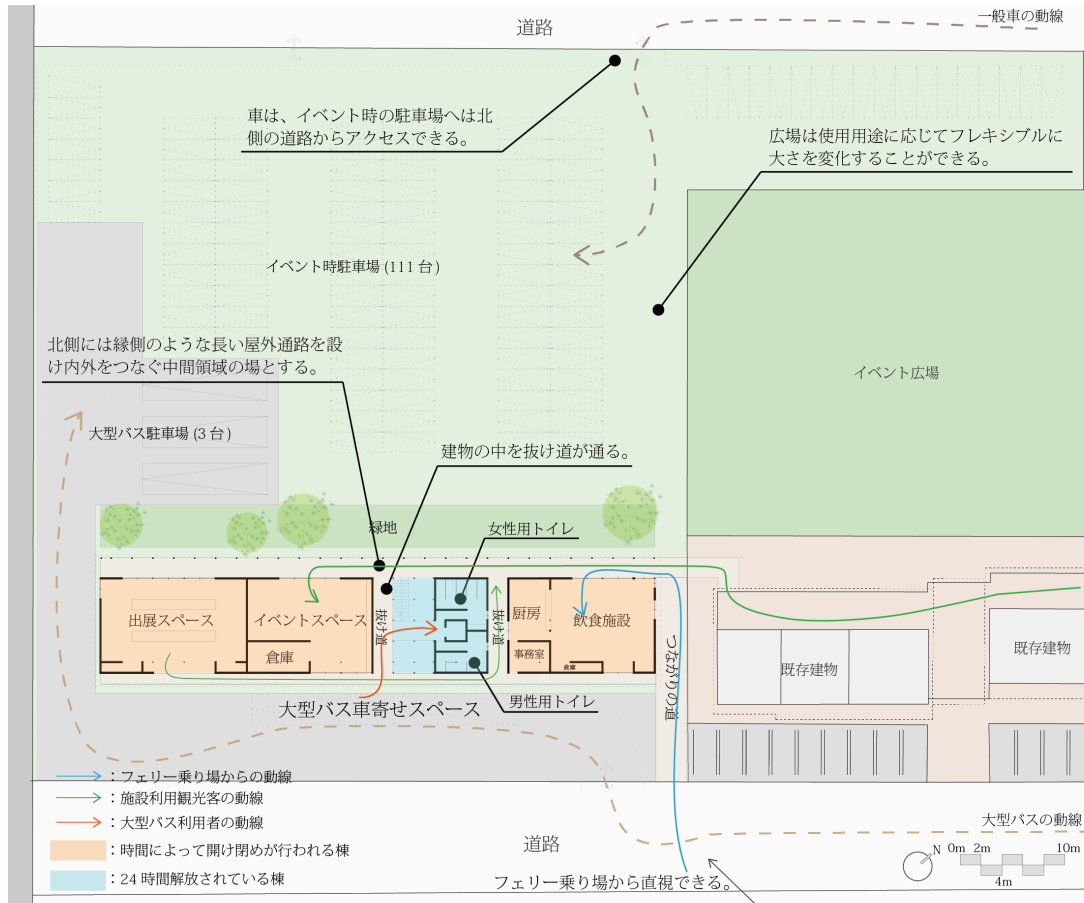 道路
一般車の動線
車は、イベント時の駐車場へは北
側の道路からアクセスできる。
広場は使用用途に応じてフレキシブルに
大さを変化することができる。
イベント時駐車場 (111 台 )
北側には縁側のような長い屋外通路を設
け内外をつなぐ中間領域の場とする。
イベント広場
大型バス駐車場 (3 台 )
建物の中を抜け道が通る。
緑地
女性用トイレ
出展スペース
イベントスペース
倉庫
抜け道
抜け道
厨房
飲食施設
事務室
倉庫
つながりの道
既存建物
既存建物
大型バス車寄せスペース
男性用トイレ
:フェリー乗り場からの動線
:施設利用観光客の動線
:大型バス利用者の動線
:時間によって開け閉めが行われる棟
:24 時間解放されている棟
道路
大型バスの動線
フェリー乗り場から直視できる。
N
0m 2m 10m
4m